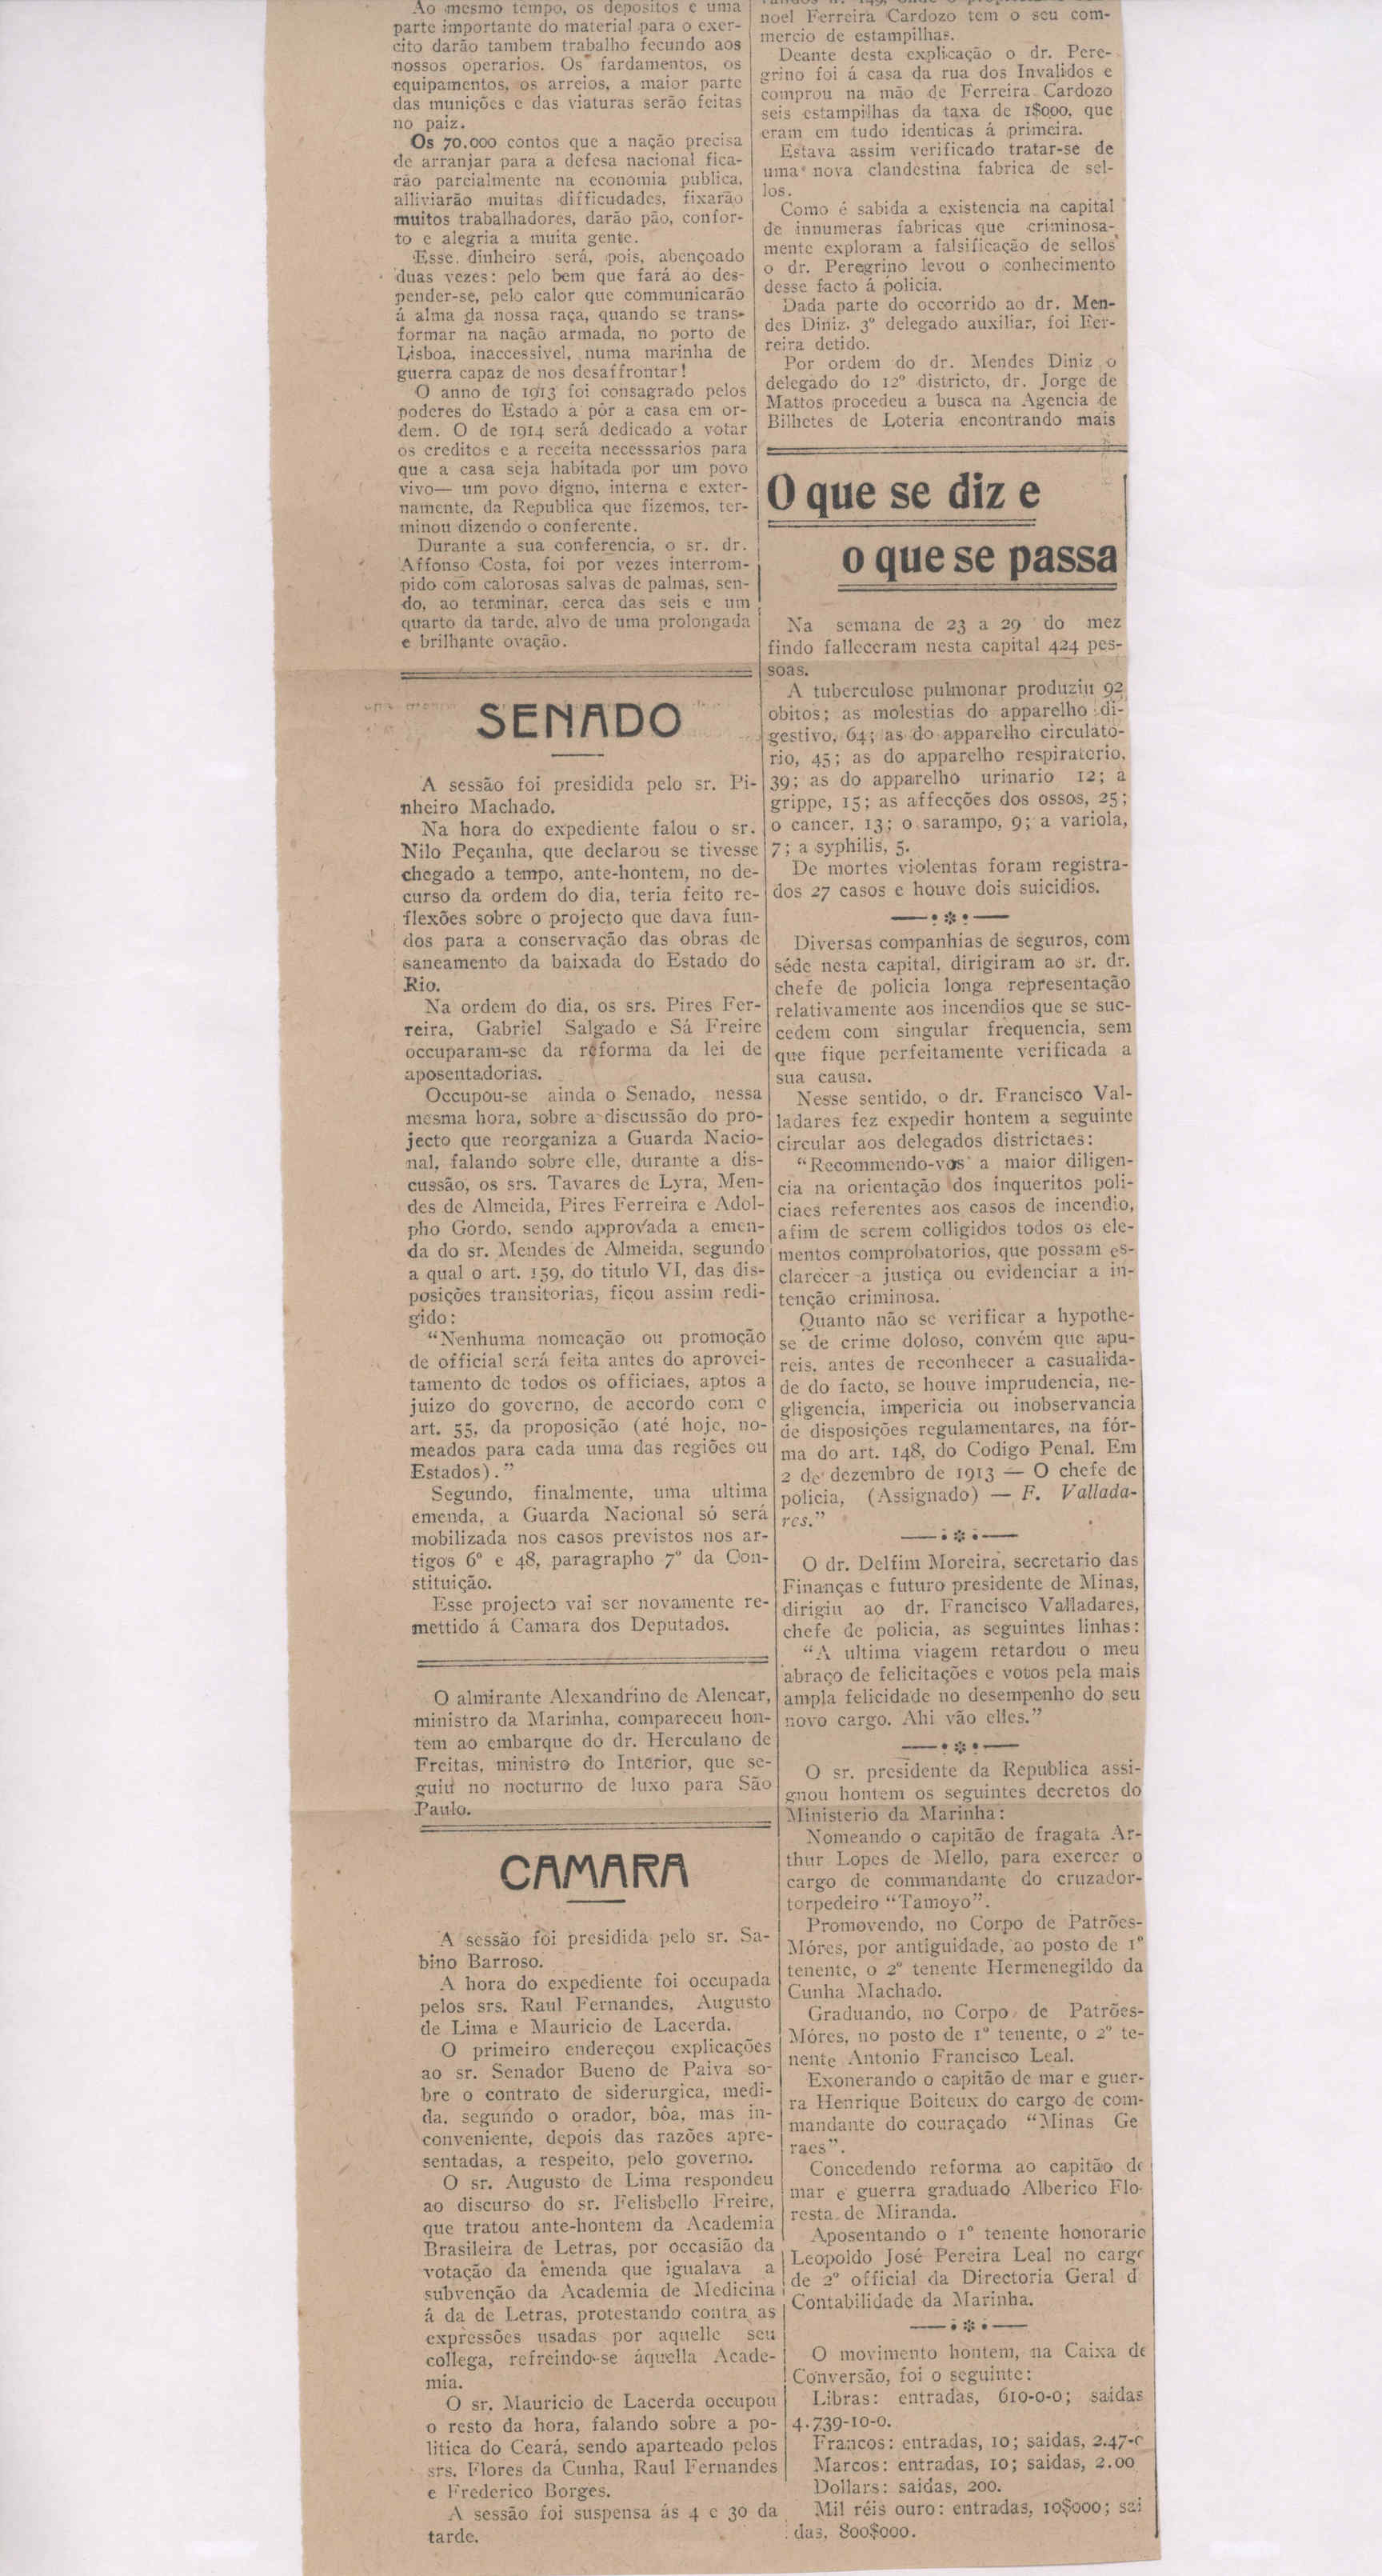 Ao mesmo tempo, os depositos e uma
parte importante do material para o exer-
cito darão tambem trabalho fecundo aos
nossos operarios. Os fardamentos, os
equipamentos, os arreios, a maior parte
das munições e das viaturas serão feitas
no paiz.
Os 70.000 contos que a nação precisa
de arranjar para a defesa nacional fica-
rão parcialmente na economia publica,
alliviarão muitas difficudades, fixarão
muitos trabalhadores, darão pão, confor-
to e alegria a muita gente.
Esse dinheiro será, pois, abençoado
duas vezes: pelo bem que fará ao des-
pender-se, pelo calor que communicarão
á alma da nossa raça, quando se trans-
formar na nação armada, no porto de
Lisboa, inaccessivel, numa marinha de
guerra capaz de nos desaffrontar!
O anno de 1913 foi consagrado pelos
poderes do Estado a pôr a casa em or-
dem. O de 1914 será dedicado a votar
os creditos e a receita necesssarios para
que a casa seja habitada por um povo
vivo— um povo digno, interna e exter-
namente, da Republica que fizemos, ter-
minou dizendo o conferente.
Durante a sua conferencia, o sr. dr.
Affonso Costa, foi por vezes interrom-
pido com calorosas salvas de palmas, sen-
do, ao terminar, cerca das seis e um
quarto da tarde, alvo de uma prolongada
e brilhante ovação.
SENADO
A sessão foi presidida pelo sr. Pi-
nheiro Machado.
Na hora do expediente falou o sr.
Nilo Peçanha, que declarou se tivesse
chegado a tempo, ante-hontem, no de-
curso da ordem do dia, teria feito re-
flexões sobre o projecto que dava fun-
dos para a conservação das obras de
saneamento da baixada do Estado do
Rio.
Na ordem do dia, os srs. Pires Fer-
reira, Gabriel Salgado e Sá Freire
occuparam-se da reforma da lei de
aposentadorias.
Occupou-se ainda o Senado, nessa
mesma hora, sobre a discussão do pro-
jecto que reorganiza a Guarda Nacio-
nal, falando sobre elle, durante a dis-
cussão, os srs. Tavares de Lyra, Men-
des de Almeida, Pires Ferreira e Adol-
pho Gordo, sendo approvada a emen-
da do sr. Mendes de Almeida, segundo
a qual o art. 159, do titulo VI, das dis-
posições transitorias, ficou assim redi-
gido:
“Nenhuma nomeação ou promoção
de official será feita antes do aprovei-
tamento de todos os officiaes, aptos a
juizo do governo, de accordo com o
art. 55, da proposição (até hoje, no-
meados para cada uma das regiões ou
Estados).”
Segundo, finalmente, uma ultima
emenda, a Guarda Nacional só será
mobilizada nos casos previstos nos ar-
tigos 6º e 48, paragrapho 7º da Con-
stituição.
Esse projecto vai ser novamente re-
mettido á Camara dos Deputados.
O almirante Alexandrino de Alencar,
ministro da Marinha, compareceu hon-
tem ao embarque do dr. Herculano de
Freitas, ministro do Interior, que se-
guiu no nocturno de luxo para São
Paulo.
CAMARA
A sessão foi presidida pelo sr. Sa-
bino Barroso.
A hora do expediente foi occupada
pelos srs. Raul Fernandes, Augusto
de Lima e Mauricio de Lacerda.
O primeiro endereçou explicações
ao sr. Senador Bueno de Paiva so-
bre o contrato de siderurgica, medi-
da, segundo o orador, bôa, mas in-
conveniente, depois das razões apre-
sentadas, a respeito, pelo governo.
O sr. Augusto de Lima respondeu
ao discurso do sr. Felisbello Freire,
que tratou ante-hontem da Academia
Brasileira de Letras, por occasião da
votação da emenda que igualava a
subvenção da Academia de Medicina
á da de Letras, protestando contra as
expressões usadas por aquelle seu
collega, refreindo-se áquella Acade-
mia.
O sr. Mauricio de Lacerda occupou
o resto da hora, falando sobre a po-
litica do Ceará, sendo aparteado pelos
srs. Flores da Cunha, Raul Fernandes
e Frederico Borges.
A sessão foi suspensa ás 4 e 30 da
tarde.
noel Ferreira Cardozo tem o seu com-
mercio de estampilhas.
Deante desta explicação o dr. Pere-
grino foi á casa da rua dos Invalidos e
comprou na mão de Ferreira Cardozo
seis estampilhas da taxa de 1$000, que
eram em tudo identicas á primeira.
Estava assim verificado tratar-se de
uma nova clandestina fabrica de sel-
los.
Como é sabida a existencia na capital
de innumeras fabricas que criminosa-
mente exploram a falsificação de sellos
o dr. Peregrino levou o conhecimento
desse facto á policia.
Dada parte do occorrido ao dr. Men-
des Diniz, 3º delegado auxiliar, foi Fer-
reira detido.
Por ordem do dr. Mendes Diniz o
delegado do 12º districto, dr. Jorge de
Mattos procedeu a busca na Agencia de
Bilhetes de Loteria encontrando mais
O que se diz e
o que se passa
Na semana de 23 a 29 do mez
findo falleceram nesta capital 424 pes-
soas.
A tuberculose pulmonar produziu 92
obitos; as molestias do apparelho di-
gestivo, 64; as do apparelho circulato-
rio, 45; as do apparelho respiratorio,
39; as do apparelho urinario 12; a
grippe, 15; as affecções dos ossos, 25;
o cancer, 13; o sarampo, 9; a variola,
7; a syphilis, 5.
De mortes violentas foram registra-
dos 27 casos e houve dois suicidios.
Diversas companhias de seguros, com
séde nesta capital, dirigiram ao sr. dr.
chefe de policia longa representação
relativamente aos incendios que se suc-
cedem com singular frequencia, sem
que fique perfeitamente verificada a
sua causa.
Nesse sentido, o dr. Francisco Val-
ladares fez expedir hontem a seguinte
circular aos delegados districtaes:
“Recommendo-vos a maior diligen-
cia na orientação dos inqueritos poli-
ciaes referentes aos casos de incendio,
afim de serem colligidos todos os ele-
mentos comprobatorios, que possam es-
clarecer a justiça ou evidenciar a in-
tenção criminosa.
Quanto não se verificar a hypothe-
se de crime doloso, convém que apu-
reis, antes de reconhecer a casualida-
de do facto, se houve imprudencia, ne-
gligencia, impericia ou inobservancia
de disposições regulamentares, na fór-
ma do art. 148, do Codigo Penal. Em
2 de dezembro de 1913 — O chefe de
policia, (Assignado) — F. Vallada-
res.”
O dr. Delfim Moreira, secretario das
Finanças e futuro presidente de Minas,
dirigiu ao dr. Francisco Valladares,
chefe de policia, as seguintes linhas:
“A ultima viagem retardou o meu
abraço de felicitações e votos pela mais
ampla felicidade no desempenho do seu
novo cargo. Ahi vão elles.”
O sr. presidente da Republica assi-
gnou hontem os seguintes decretos do
Ministerio da Marinha:
Nomeando o capitão de fragata Ar-
thur Lopes de Mello, para exercer o
cargo de commandante do cruzador-
torpedeiro “Tamoyo”.
Promovendo, no Corpo de Patrões-
Móres, por antiguidade, ao posto de 1º
tenente, o 2º tenente Hermenegildo da
Cunha Machado.
Graduando, no Corpo de Patrões-
Móres, no posto de 1º tenente, o 2º te-
nente Antonio Francisco Leal.
Exonerando o capitão de mar e guer-
ra Henrique Boiteux do cargo de com-
mandante do couraçado “Minas Ge
raes”.
Concedendo reforma ao capitão de
mar e guerra graduado Alberico Flo-
resta de Miranda.
Aposentando o 1º tenente honorario
Leopoldo José Pereira Leal no cargo
de 2º official da Directoria Geral d
Contabilidade da Marinha.
O movimento hontem, na Caixa de
Conversão, foi o seguinte:
Libras: entradas, 610-0-0; saidas
4.739-10-0.
Francos: entradas, 10; saidas,
Marcos: entradas, 10; saidas, 2.00
Dollars: saidas, 200.
Mil réis ouro: entradas, 10$000; sai
das, 800$000.